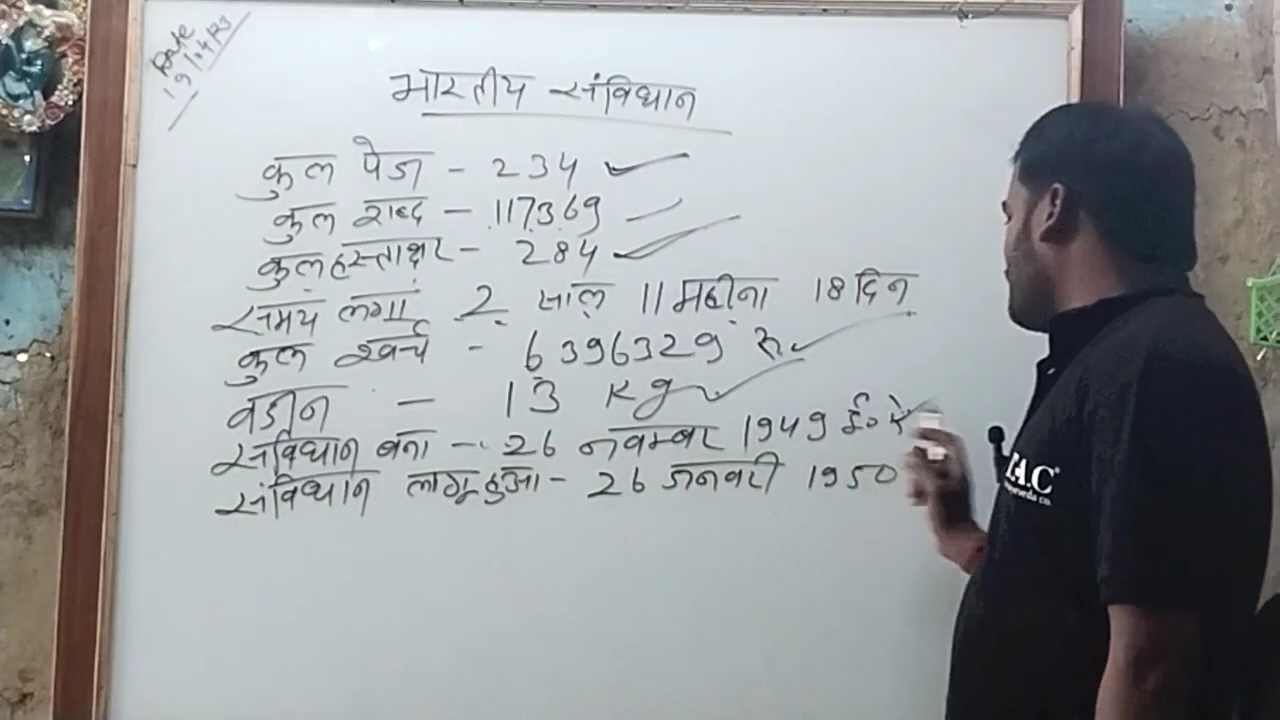 Date
19/04/23
भारतीय संविधान
कुल पेज - 234
कुल शब्द - 117369
कुल हस्ताक्षर - 284
समय लगा 2 साल 11 महीना 18 दिन
कुल खर्च - 6396329 रु.
वजन - 13 Kg
संविधान बना - 26 नवम्बर 1949 ई० में
संविधान लागू हुआ - 26 जनवरी 1950